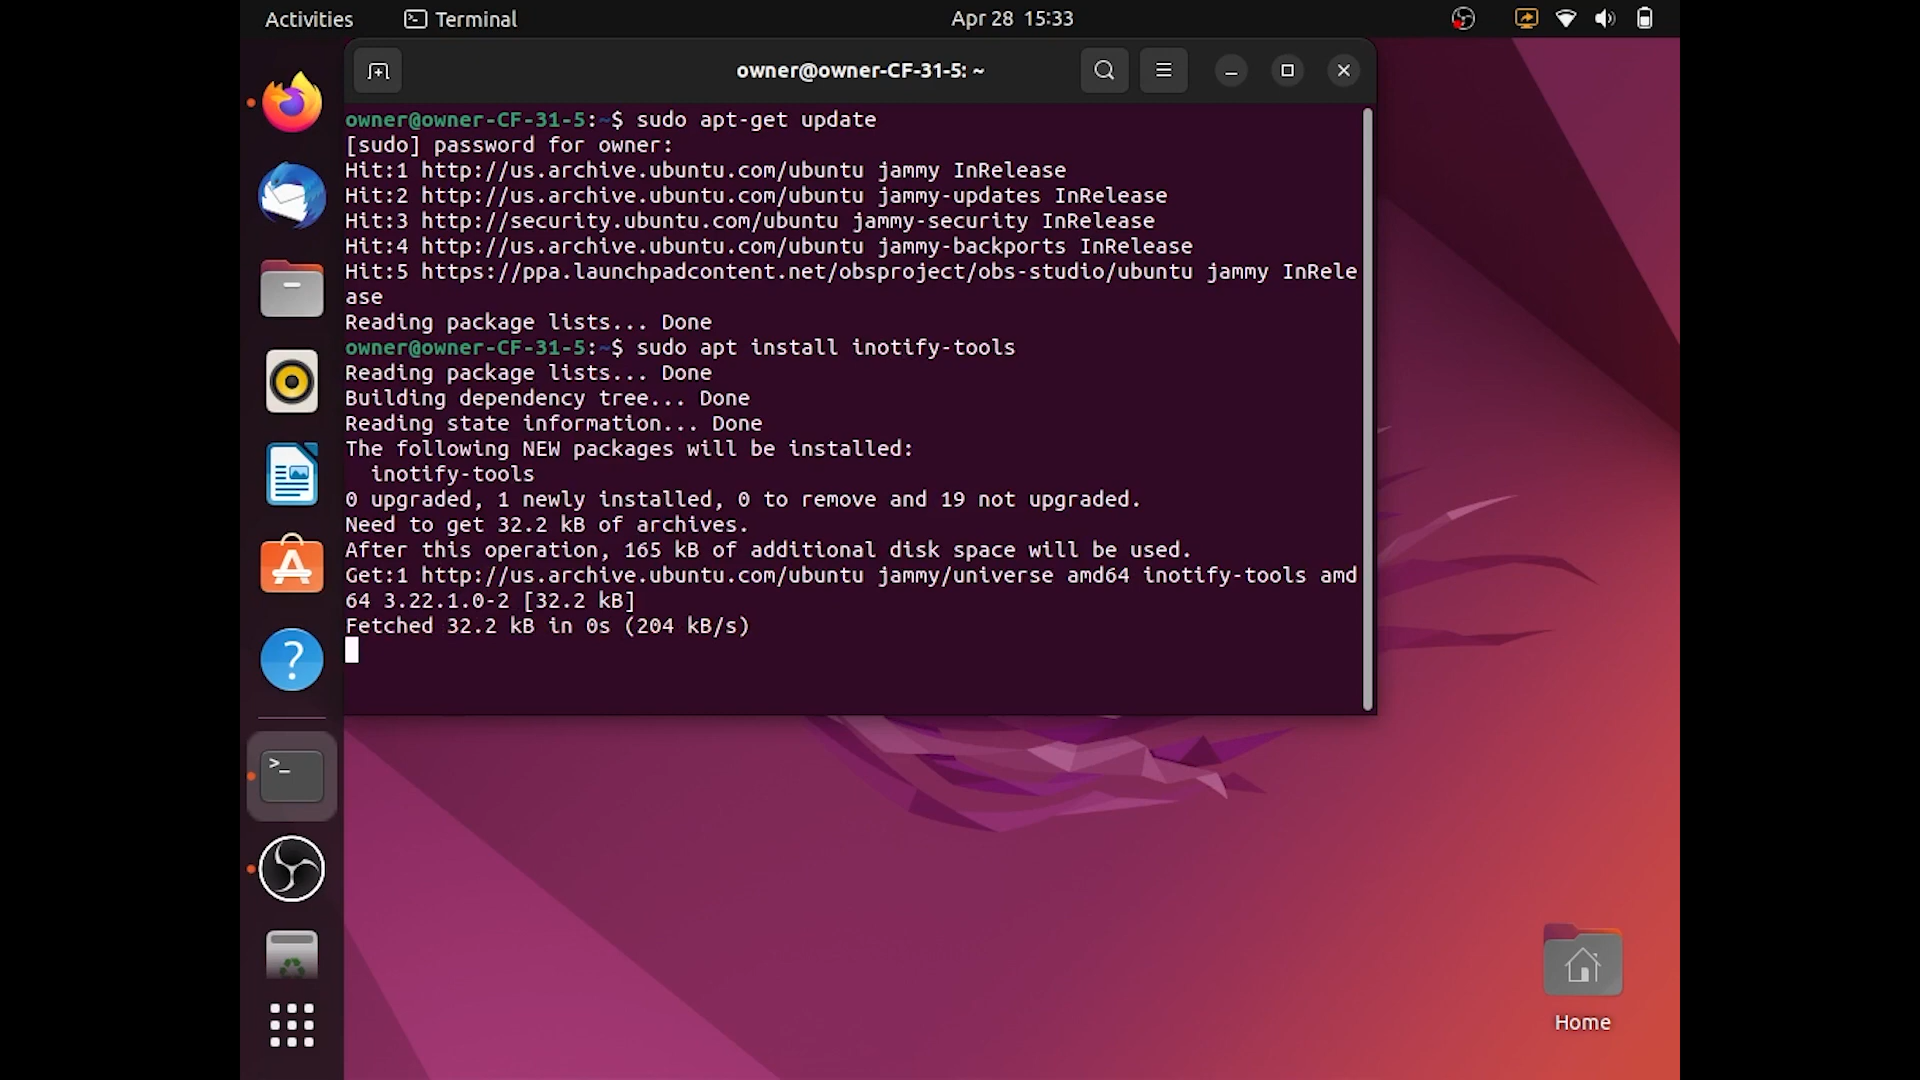 Activities
Terminal
Apr 28 15:33
owner@owner-CF-31-5: ~
owner@owner-CF-31-5:~$ sudo apt-get update
[sudo] password for owner:
Hit:1 http://us.archive.ubuntu.com/ubuntu jammy InRelease
Hit:2 http://us.archive.ubuntu.com/ubuntu jammy-updates InRelease
Hit:3 http://security.ubuntu.com/ubuntu jammy-security InRelease
Hit:4 http://us.archive.ubuntu.com/ubuntu jammy-backports InRelease
Hit:5 https://ppa.launchpadcontent.net/obsproject/obs-studio/ubuntu jammy InRele
ase
Reading package lists... Done
owner@owner-CF-31-5:~$ sudo apt install inotify-tools
Reading package lists... Done
Building dependency tree... Done
Reading state information... Done
The following NEW packages will be installed:
  inotify-tools
0 upgraded, 1 newly installed, 0 to remove and 19 not upgraded.
Need to get 32.2 kB of archives.
After this operation, 165 kB of additional disk space will be used.
Get:1 http://us.archive.ubuntu.com/ubuntu jammy/universe amd64 inotify-tools amd
64 3.22.1.0-2 [32.2 kB]
Fetched 32.2 kB in 0s (204 kB/s)
Home